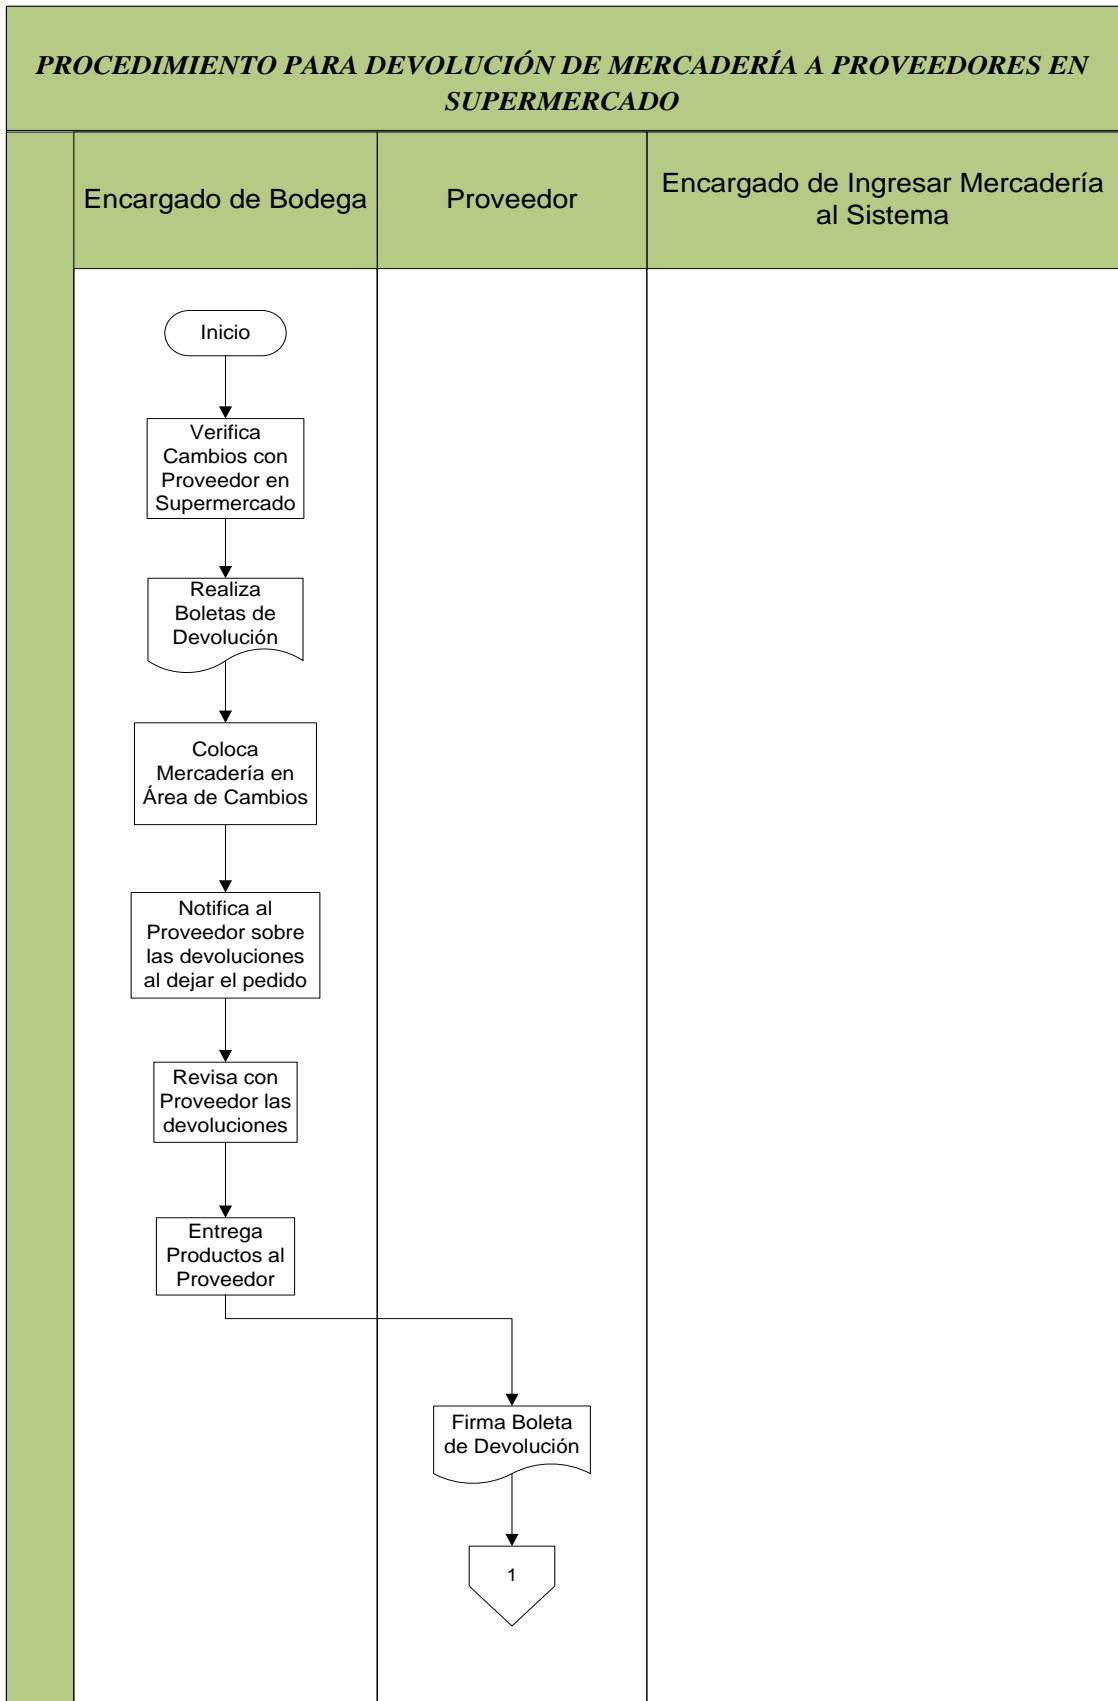 PROCEDIMIENTO PARA DEVOLUCIÓN DE MERCADERÍA A PROVEEDORES EN
SUPERMERCADO
Encargado de Bodega
Proveedor
Encargado de Ingresar Mercadería
al Sistema
Inicio
Verifica
Cambios con
Proveedor en
Supermercado
Realiza
Boletas de
Devolución
Coloca
Mercadería en
Área de Cambios
Notifica al
Proveedor sobre
las devoluciones
al dejar el pedido
Revisa con
Proveedor las
devoluciones
Entrega
Productos al
Proveedor
Firma Boleta
de Devolución
1